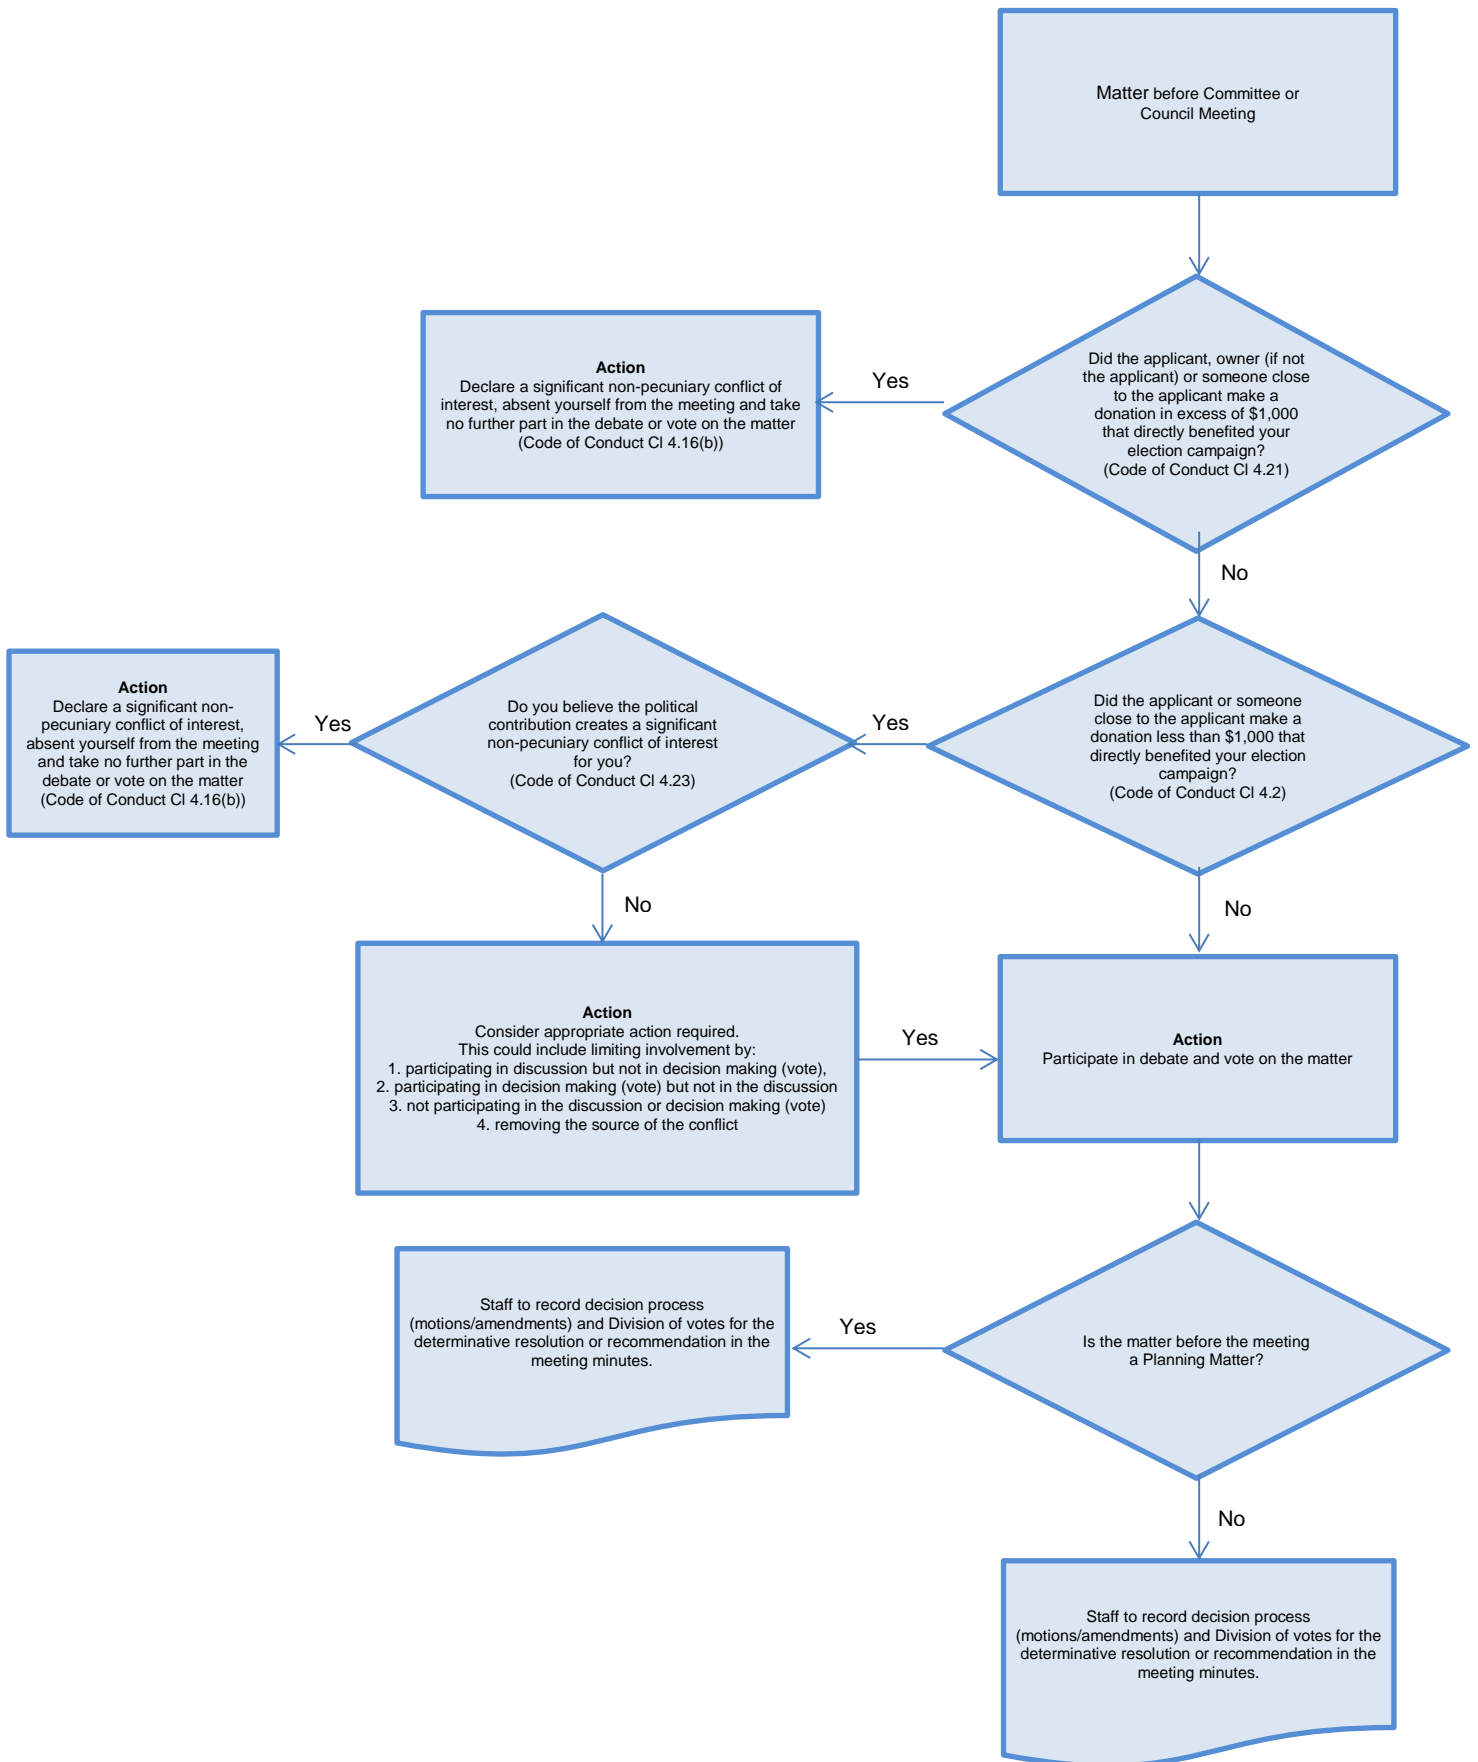 Matter before Committee or
Council Meeting
Did the applicant, owner (if not
the applicant) or someone close
to the applicant make a
donation in excess of $1,000
that directly benefited your
election campaign?
(Code of Conduct Cl 4.21)
Yes
Action
Declare a significant non-pecuniary conflict of
interest, absent yourself from the meeting and take
no further part in the debate or vote on the matter
(Code of Conduct Cl 4.16(b))
No
Did the applicant or someone
close to the applicant make a
donation less than $1,000 that
directly benefited your election
campaign?
(Code of Conduct Cl 4.2)
Yes
Do you believe the political
contribution creates a significant
non-pecuniary conflict of interest
for you?
(Code of Conduct Cl 4.23)
Yes
Action
Declare a significant non-
pecuniary conflict of interest,
absent yourself from the meeting
and take no further part in the
debate or vote on the matter
(Code of Conduct Cl 4.16(b))
No
No
Action
Consider appropriate action required.
This could include limiting involvement by:
1. participating in discussion but not in decision making (vote),
2. participating in decision making (vote) but not in the discussion
3. not participating in the discussion or decision making (vote)
4. removing the source of the conflict
Yes
Action
Participate in debate and vote on the matter
Is the matter before the meeting
a Planning Matter?
Yes
Staff to record decision process
(motions/amendments) and Division of votes for the
determinative resolution or recommendation in the
meeting minutes.
No
Staff to record decision process
(motions/amendments) and Division of votes for the
determinative resolution or recommendation in the
meeting minutes.